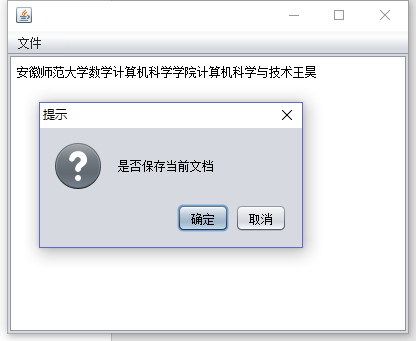 文件
安徽师范大学数学计算机科学学院计算机科学与技术王昊
提示
是否保存当前文档
确定
取消